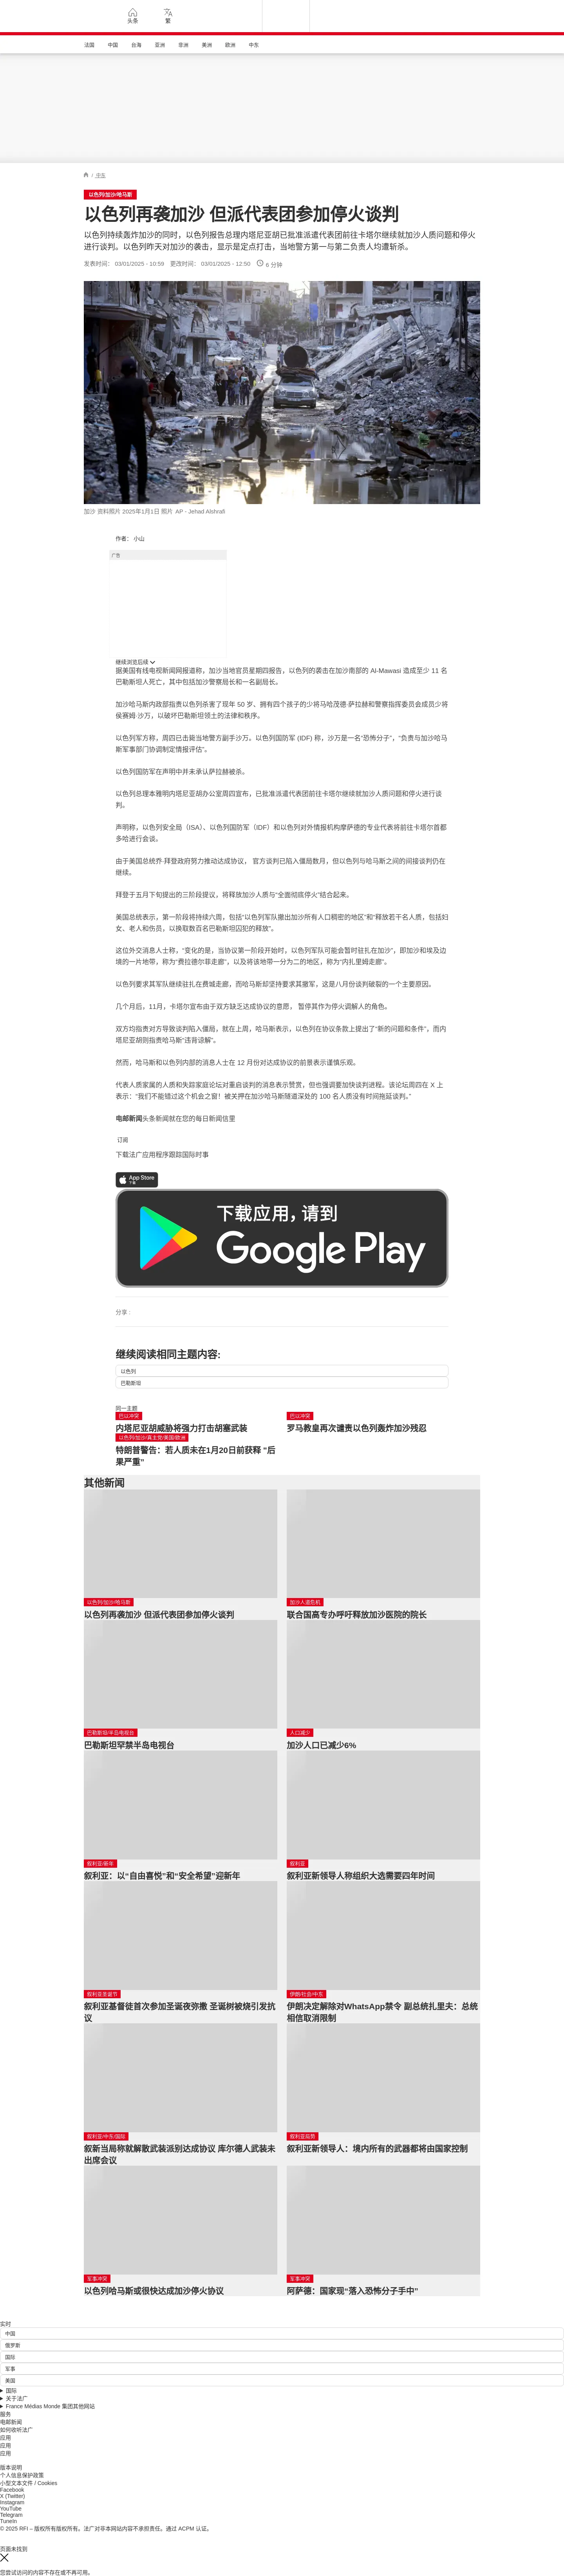 头条
繁
法国 中国 台海 亚洲 非洲 美洲 欧洲 中东
/ 中东
以色列/加沙/哈马斯
以色列再袭加沙 但派代表团参加停火谈判
以色列持续轰炸加沙的同时，以色列报告总理内塔尼亚胡已批准派遣代表团前往卡塔尔继续就加沙人质问题和停火进行谈判。以色列昨天对加沙的袭击，显示是定点打击，当地警方第一与第二负责人均遭斩杀。
发表时间： 03/01/2025 - 10:59 更改时间： 03/01/2025 - 12:50 6 分钟
加沙 资料照片 2025年1月1日 照片 AP - Jehad Alshrafi
作者： 小山
广告
继续浏览后续
据美国有线电视新闻网报道称，加沙当地官员星期四报告，以色列的袭击在加沙南部的 Al-Mawasi 造成至少 11 名巴勒斯坦人死亡，其中包括加沙警察局长和一名副局长。
加沙哈马斯内政部指责以色列杀害了现年 50 岁、拥有四个孩子的少将马哈茂德·萨拉赫和警察指挥委员会成员少将侯赛姆·沙万，以破坏巴勒斯坦领土的法律和秩序。
以色列军方称，周四已击毙当地警方副手沙万。以色列国防军 (IDF) 称，沙万是一名“恐怖分子”，“负责与加沙哈马斯军事部门协调制定情报评估”。
以色列国防军在声明中并未承认萨拉赫被杀。
以色列总理本雅明内塔尼亚胡办公室周四宣布，已批准派遣代表团前往卡塔尔继续就加沙人质问题和停火进行谈判。
声明称，以色列安全局（ISA）、以色列国防军（IDF）和以色列对外情报机构摩萨德的专业代表将前往卡塔尔首都多哈进行会谈。
由于美国总统乔·拜登政府努力推动达成协议， 官方谈判已陷入僵局数月，但以色列与哈马斯之间的间接谈判仍在继续。
拜登于五月下旬提出的三阶段提议，将释放加沙人质与“全面彻底停火”结合起来。
美国总统表示，第一阶段将持续六周，包括“以色列军队撤出加沙所有人口稠密的地区”和“释放若干名人质，包括妇女、老人和伤员，以换取数百名巴勒斯坦囚犯的释放”。
这位外交消息人士称，“变化的是，当协议第一阶段开始时，以色列军队可能会暂时驻扎在加沙”，即加沙和埃及边境的一片地带，称为“费拉德尔菲走廊”，以及将该地带一分为二的地区，称为“内扎里姆走廊”。
以色列要求其军队继续驻扎在费城走廊，而哈马斯却坚持要求其撤军，这是八月份谈判破裂的一个主要原因。
几个月后，11月，卡塔尔宣布由于双方缺乏达成协议的意愿， 暂停其作为停火调解人的角色。
双方均指责对方导致谈判陷入僵局，就在上周，哈马斯表示，以色列在协议条款上提出了“新的问题和条件”，而内塔尼亚胡则指责哈马斯“违背谅解”。
然而，哈马斯和以色列内部的消息人士在 12 月份对达成协议的前景表示谨慎乐观。
代表人质家属的人质和失踪家庭论坛对重启谈判的消息表示赞赏，但也强调要加快谈判进程。该论坛周四在 X 上表示：“我们不能错过这个机会之窗！被关押在加沙哈马斯隧道深处的 100 名人质没有时间拖延谈判。”
电邮新闻头条新闻就在您的每日新闻信里
订阅
下载法广应用程序跟踪国际时事
App Store
下载
下载应用，请到
Google Play
分享 :
继续阅读相同主题内容:
以色列
巴勒斯坦
同一主题
巴以冲突
内塔尼亚胡威胁将强力打击胡塞武装
巴以冲突
罗马教皇再次谴责以色列轰炸加沙残忍
以色列/加沙/真主党/美国/欧洲
特朗普警告：若人质未在1月20日前获释 “后果严重”
其他新闻
以色列/加沙/哈马斯
以色列再袭加沙 但派代表团参加停火谈判
加沙人道危机
联合国高专办呼吁释放加沙医院的院长
巴勒斯坦/半岛电视台
巴勒斯坦罕禁半岛电视台
人口减少
加沙人口已减少6%
叙利亚/新年
叙利亚：以“自由喜悦”和“安全希望”迎新年
叙利亚
叙利亚新领导人称组织大选需要四年时间
叙利亚圣诞节
叙利亚基督徒首次参加圣诞夜弥撒 圣诞树被烧引发抗议
伊朗/社会/中东
伊朗决定解除对WhatsApp禁令 副总统扎里夫：总统相信取消限制
叙利亚/中东/国际
叙新当局称就解散武装派别达成协议 库尔德人武装未出席会议
叙利亚局势
叙利亚新领导人：境内所有的武器都将由国家控制
军事冲突
以色列哈马斯或很快达成加沙停火协议
军事冲突
阿萨德：国家现“落入恐怖分子手中”
实时
中国
俄罗斯
国际
军事
美国
国际
关于法广
France Médias Monde 集团其他网站
服务
电邮新闻
如何收听法广
应用
应用
应用
版本说明
个人信息保护政策
小型文本文件 / Cookies
Facebook
X (Twitter)
Instagram
YouTube
Telegram
TuneIn
© 2025 RFI – 版权所有版权所有。法广对非本网站内容不承担责任。通过 ACPM 认证。
页面未找到
您尝试访问的内容不存在或不再可用。